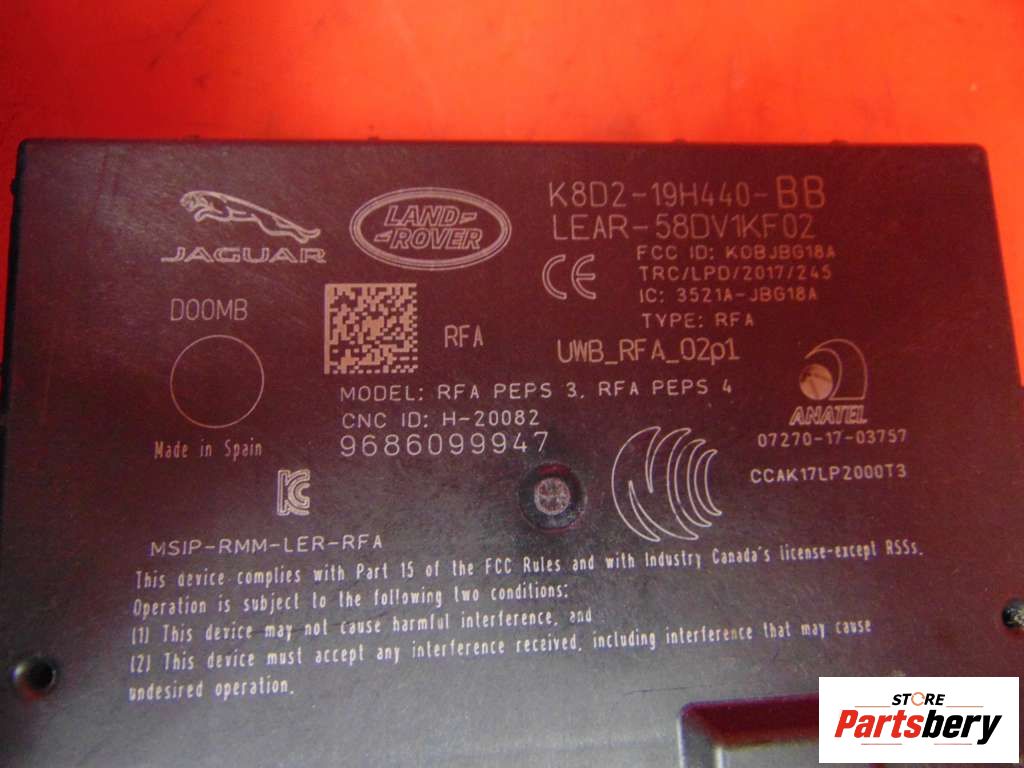 JAGUAR
LAND-
-ROVER
K8D2-19H440-BB
LEAR-58DV1KF02
FCC ID: KOBJBG18A
TRC/LPD/2017/245
IC: 3521A-JBG18A
TYPE: RFA
CE
D00MB
RFA
UWB_RFA_02p1
MODEL: RFA PEPS 3, RFA PEPS 4
CNC ID: H-20082
9686099947
Made in Spain
ANATEL
07270-17-03757
CCAK17LP2000T3
MSIP-RMM-LER-RFA
This device complies with Part 15 of the FCC Rules and with Industry Canada's license-except RSSs.
Operation is subject to the following two conditions:
(1) This device may not cause harmful interference, and
(2) This device must accept any interference received, including interference that may cause
undesired operation.
STORE
Partsbery